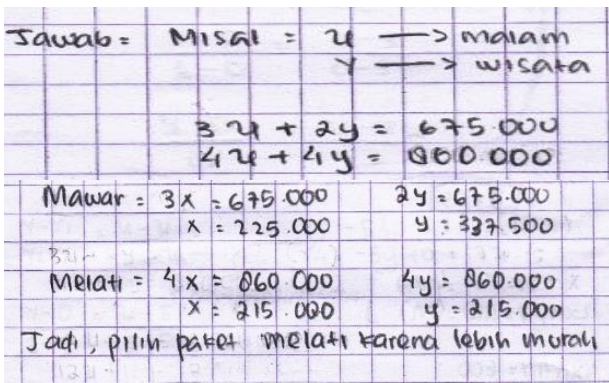 Jawab = Misal = x —> malam
y —> wisata
3x + 2y = 675.000
4x + 4y = 860.000
Mawar = 3x = 675.000 2y = 675.000
x = 225.000 y = 337.500
Melati = 4x = 860.000 4y = 860.000
x = 215.000 y = 215.000
Jadi, pilih paket melati karena lebih murah